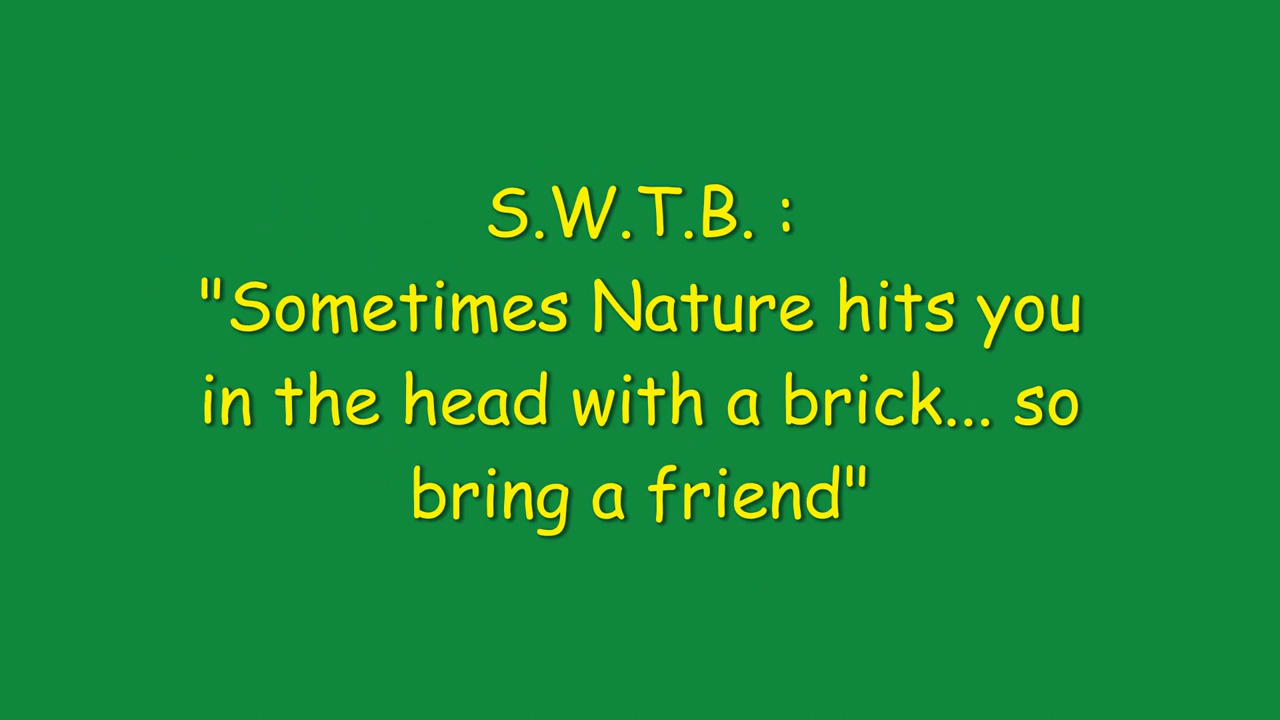 S.W.T.B. :
"Sometimes Nature hits you
in the head with a brick... so
bring a friend"